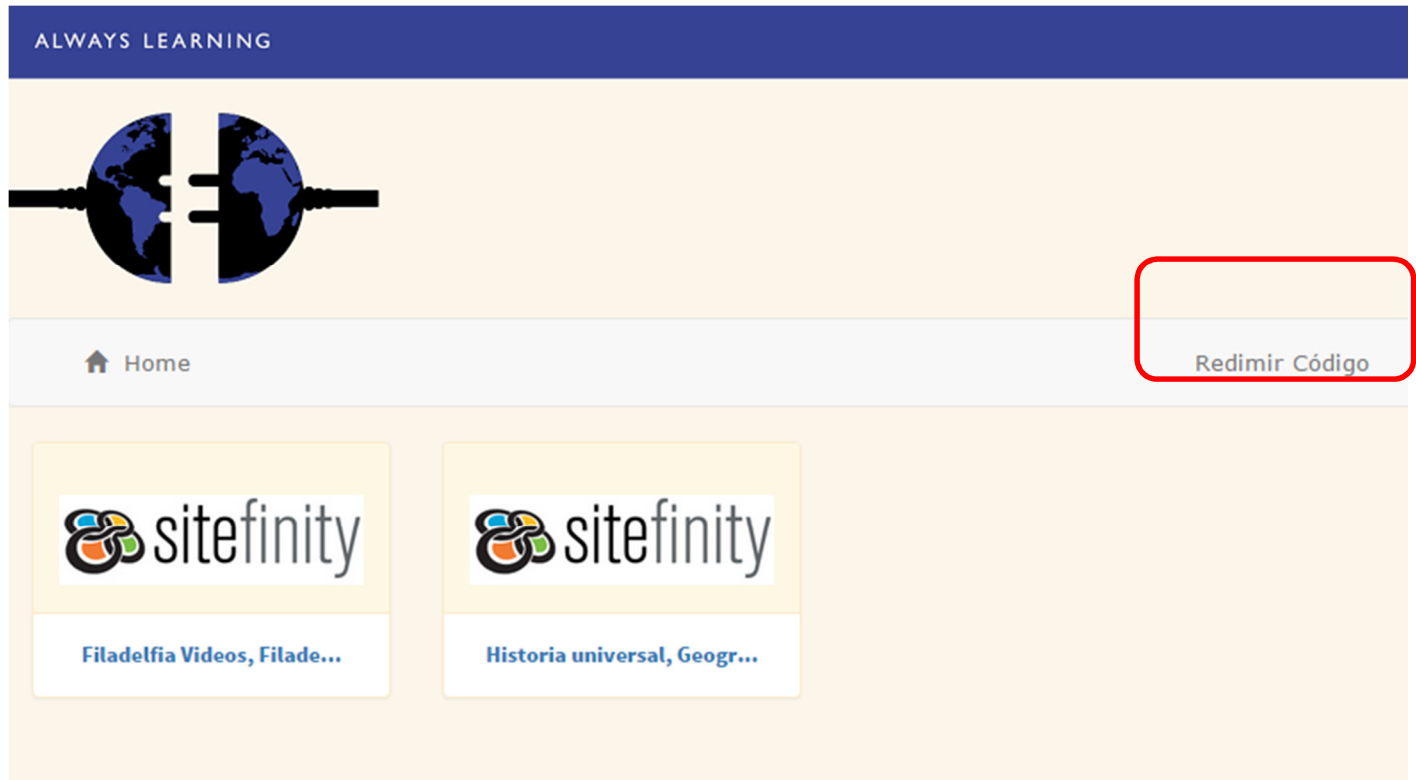 ALWAYS LEARNING
Home
Redimir Código
sitefinity
sitefinity
Filadelfia Videos, Filade...
Historia universal, Geogr...